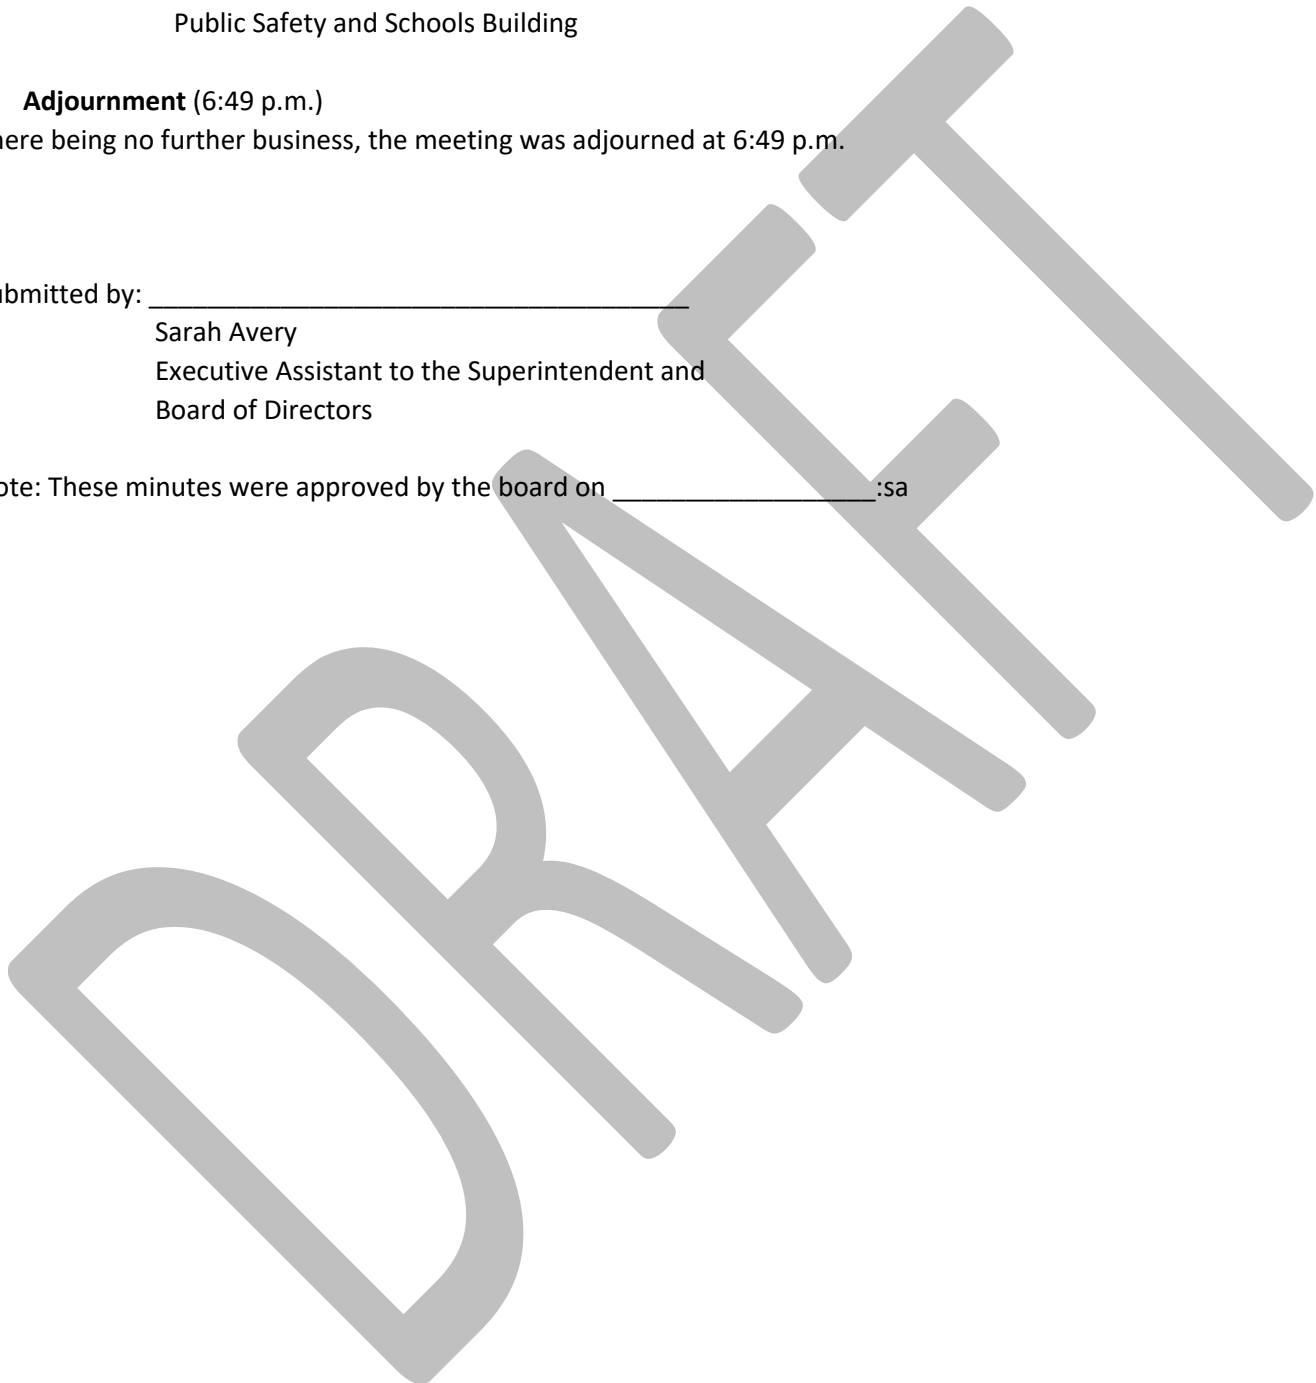 Public Safety and Schools Building
Adjournment (6:49 p.m.)
here being no further business, the meeting was adjourned at 6:49 p.m.
ubmitted by: ______________________________________
Sarah Avery
Executive Assistant to the Superintendent and
Board of Directors
ote: These minutes were approved by the board on __________________:sa
DRAFT